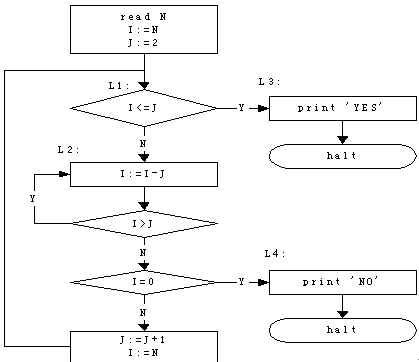 read N
I:=N
J:=2
L1:
I<=J
Y
L3:
print 'YES'
halt
N
L2:
I:=I-J
Y
I>J
N
I=0
Y
L4:
print 'NO'
halt
N
J:=J+1
I:=N